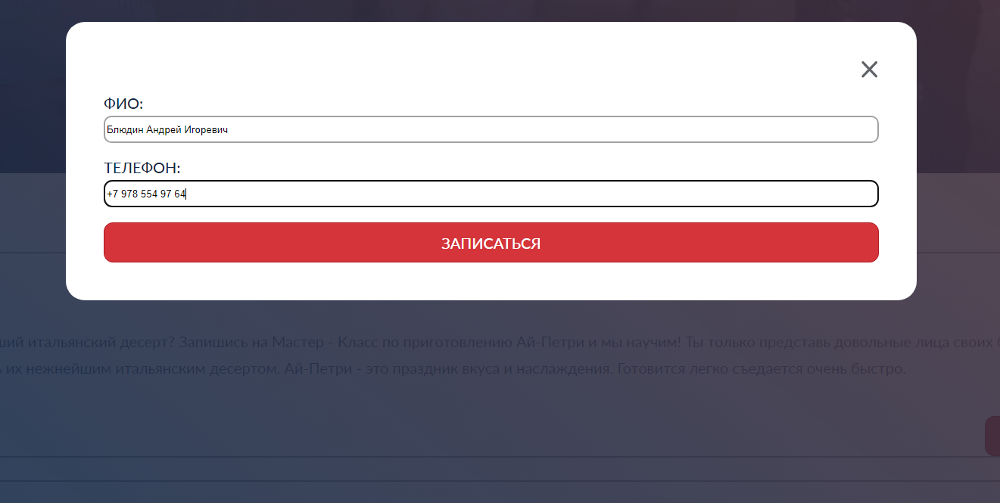 ФИО:
Блюдин Андрей Игоревич
ТЕЛЕФОН:
+7 978 554 97 64
ЗАПИСАТЬСЯ
ший итальянский десерт? Запишись на Мастер - Класс по приготовлению Ай-Петри и мы научим! Ты только представь довольные лица своих
их нежнейшим итальянским десертом. Ай-Петри - это праздник вкуса и наслаждения. Готовится легко съедается очень быстро.